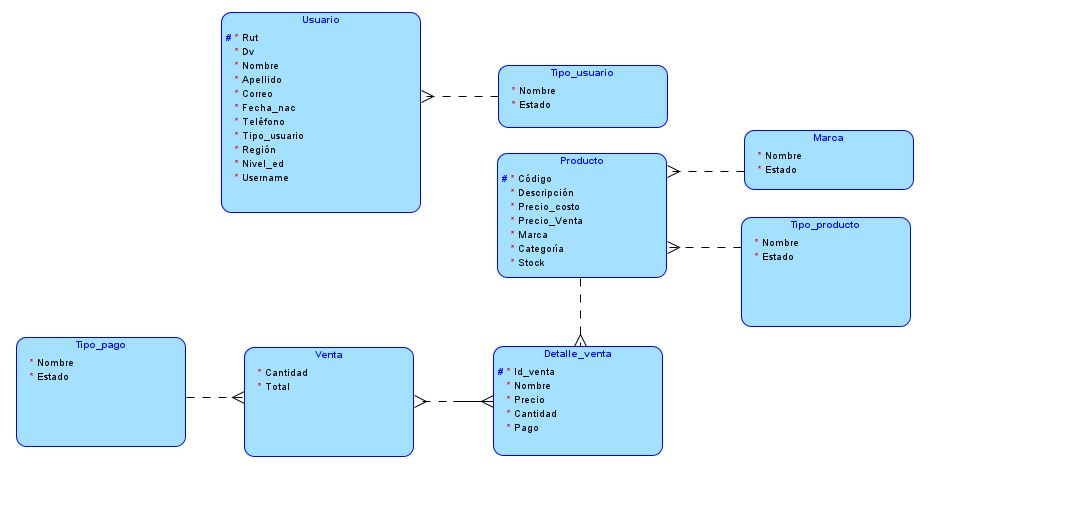 Usuario
# * Rut
* Dv
* Nombre
* Apellido
* Correo
* Fecha_nac
* Teléfono
* Tipo_usuario
* Región
* Nivel_ed
* Username
Tipo_usuario
* Nombre
* Estado
Marca
* Nombre
* Estado
Producto
# * Código
* Descripción
* Precio_costo
* Precio_Venta
* Marca
* Categoría
* Stock
Tipo_producto
* Nombre
* Estado
Tipo_pago
* Nombre
* Estado
Venta
* Cantidad
* Total
Detalle_venta
# * Id_venta
* Nombre
* Precio
* Cantidad
* Pago